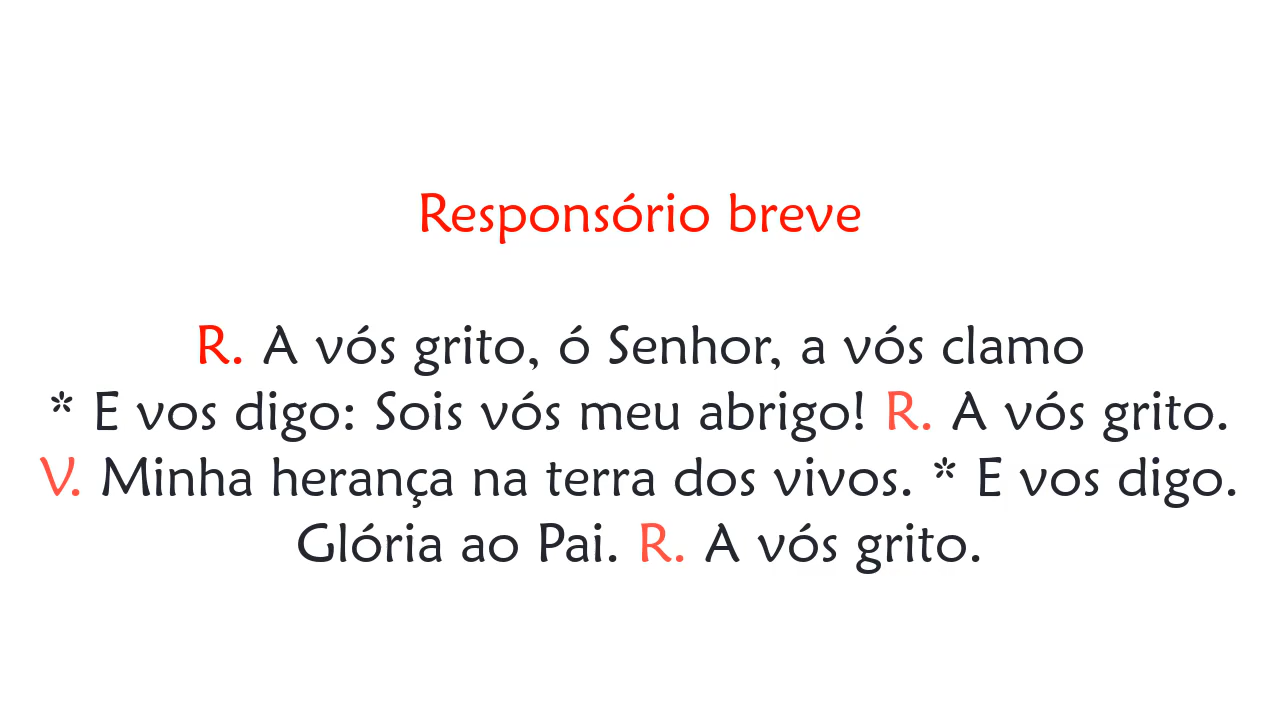 Responsório breve
R. A vós grito, ó Senhor, a vós clamo
* E vos digo: Sois vós meu abrigo! R. A vós grito.
V. Minha herança na terra dos vivos. * E vos digo.
Glória ao Pai. R. A vós grito.